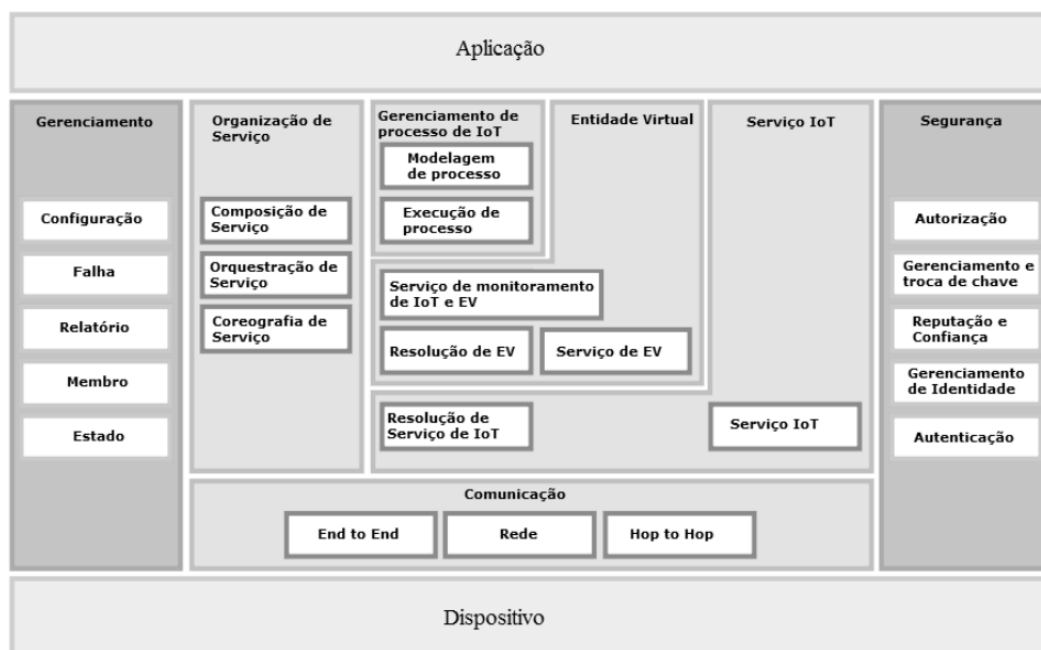 Aplicação
Gerenciamento
Configuração
Falha
Relatório
Membro
Estado
Organização de
Serviço
Composição de
Serviço
Orquestração de
Serviço
Coreografia de
Serviço
Gerenciamento de
processo de IoT
Modelagem
de processo
Execução de
processo
Entidade Virtual
Serviço de monitoramento
de IoT e EV
Resolução de EV
Serviço de EV
Serviço IoT
Resolução de
Serviço de IoT
Serviço IoT
Segurança
Autorização
Gerenciamento e
troca de chave
Reputação e
Confiança
Gerenciamento
de Identidade
Autenticação
Comunicação
End to End
Rede
Hop to Hop
Dispositivo